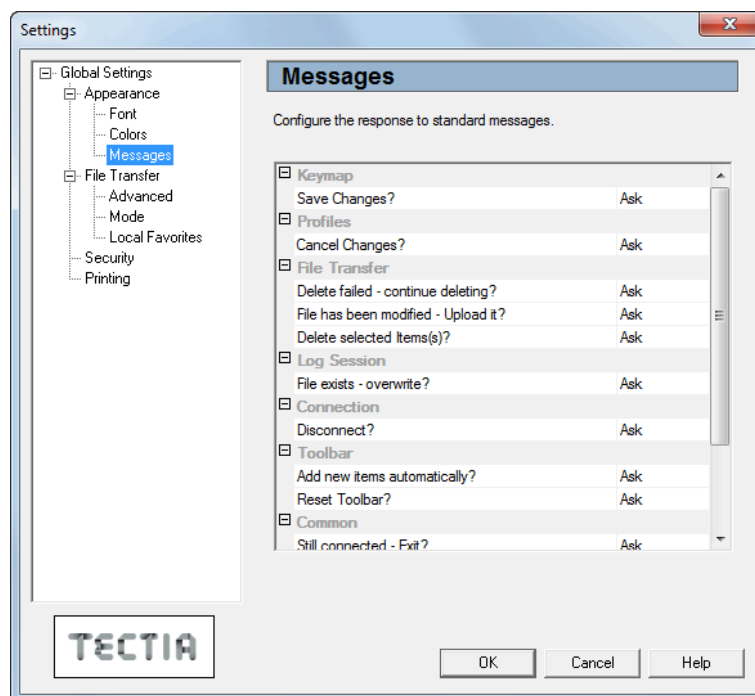 Settings
Global Settings
Appearance
Font
Colors
Messages
File Transfer
Advanced
Mode
Local Favorites
Security
Printing
TECTIA
Messages
Configure the response to standard messages.
Keymap
Save Changes? Ask
Profiles
Cancel Changes? Ask
File Transfer
Delete failed - continue deleting? Ask
File has been modified - Upload it? Ask
Delete selected Items(s)? Ask
Log Session
File exists - overwrite? Ask
Connection
Disconnect? Ask
Toolbar
Add new items automatically? Ask
Reset Toolbar? Ask
Common
Still connected - Exit? Ask
OK Cancel Help